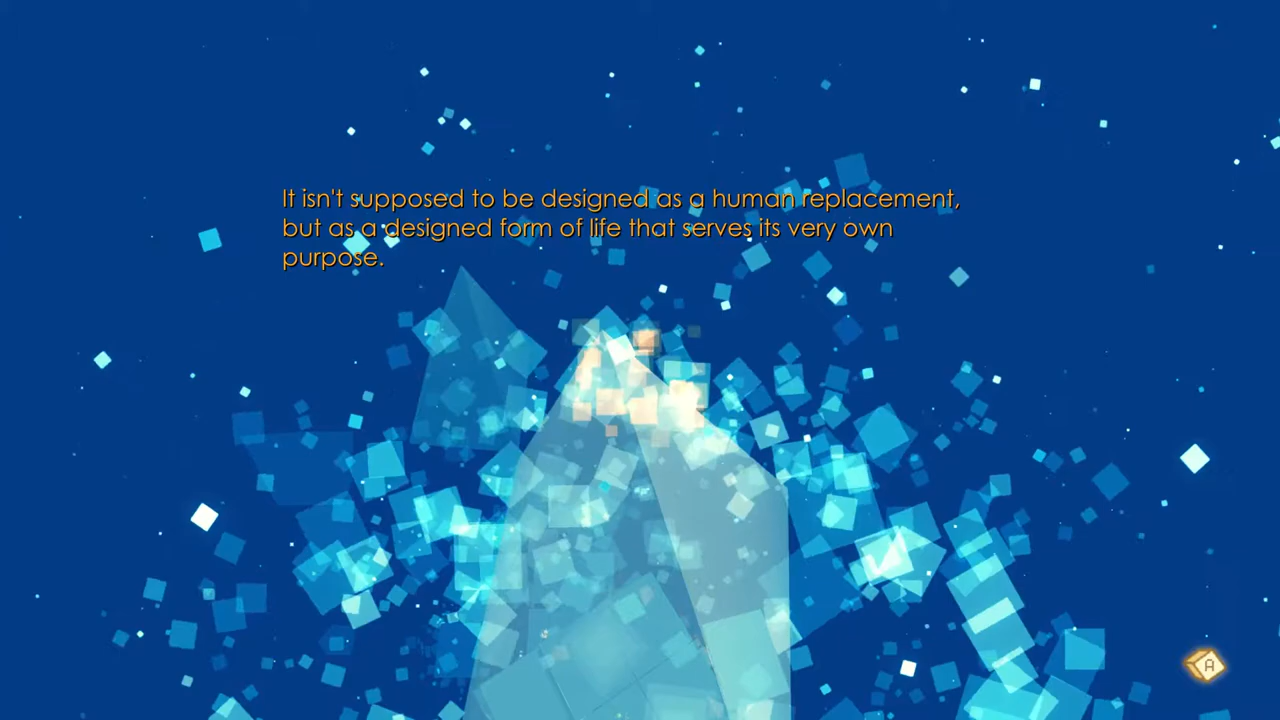 It isn't supposed to be designed as a human replacement,
but as a designed form of life that serves its very own
purpose.
A